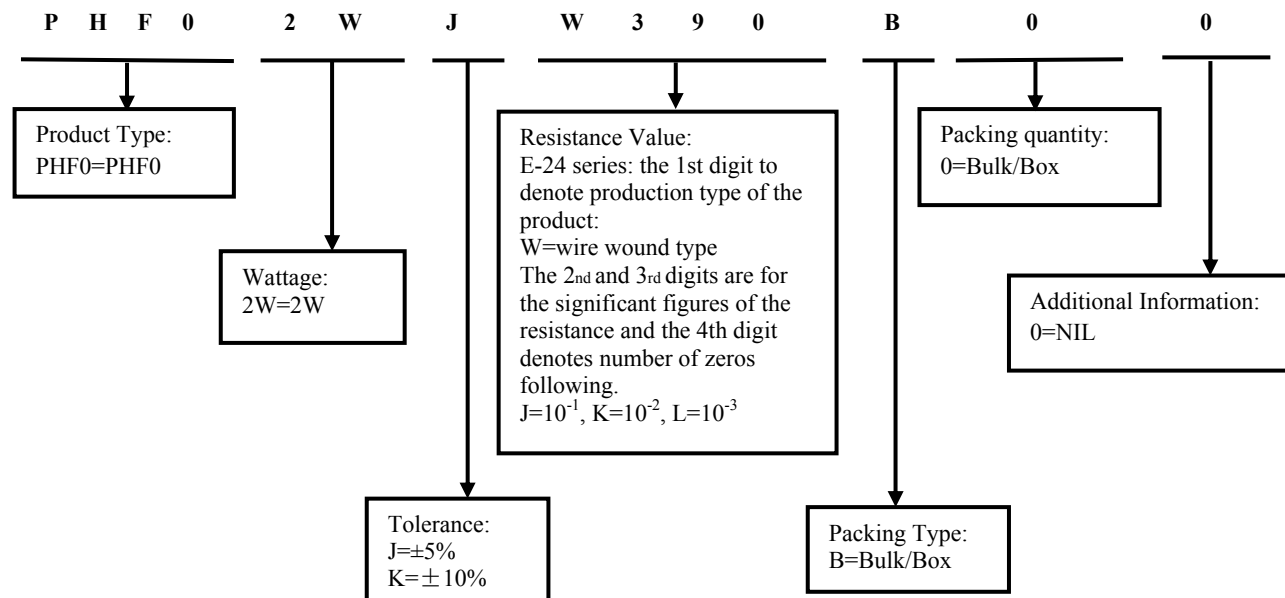 P H F 0 2 W J W 3 9 0 B 0 0
Product Type:
PHF0=PHF0
Wattage:
2W=2W
Tolerance:
J=±5%
K=±10%
Resistance Value:
E-24 series: the 1st digit to
denote production type of the
product:
W=wire wound type
The 2nd and 3rd digits are for
the significant figures of the
resistance and the 4th digit
denotes number of zeros
following.
J=10⁻¹, K=10⁻², L=10⁻³
Packing Type:
B=Bulk/Box
Packing quantity:
0=Bulk/Box
Additional Information:
0=NIL